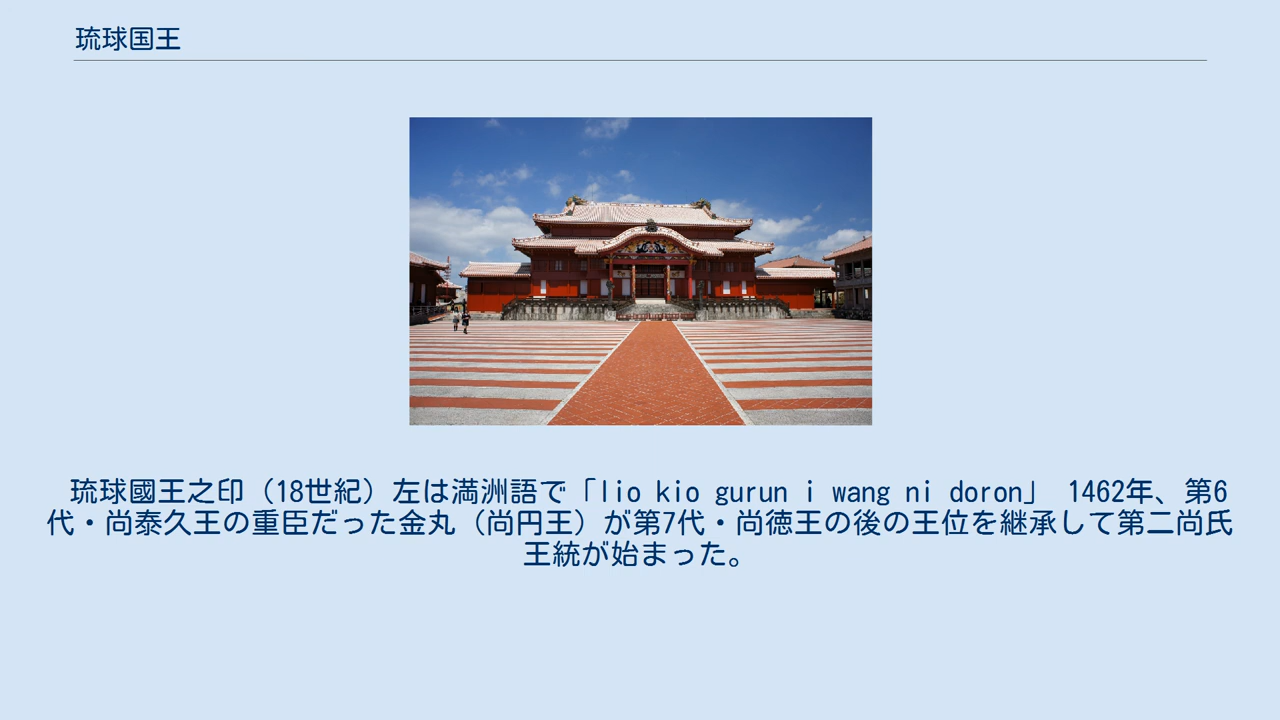 琉球国王
琉球國王之印（18世紀）左は満洲語で「lio kio gurun i wang ni doron」 1462年、第6
代・尚泰久王の重臣だった金丸（尚円王）が第7代・尚徳王の後の王位を継承して第二尚氏
王統が始まった。